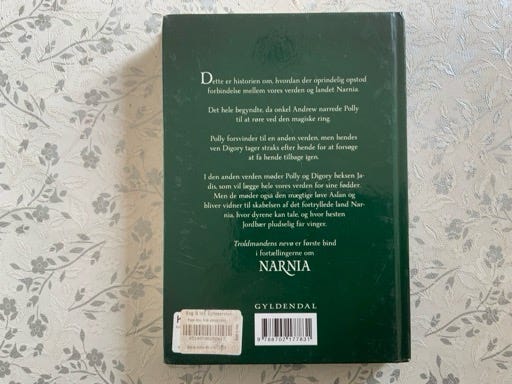 Dette er historien om, hvordan der oprindelig opstod
forbindelse mellem vores verden og landet Narnia.
Det hele begyndte, da onkel Andrew narrede Polly
til at røre ved den magiske ring.
Polly forsvinder til en anden verden, men hendes
ven Digory tager straks efter hende for at forsøge
at få hende tilbage igen.
I den anden verden møder Polly og Digory heksen Ja-
dis, som vil lægge hele vores verden for sine fødder.
Men de møder også den mægtige løve Aslan og
bliver vidner til skabelsen af det fortryllede land Nar-
nia, hvor dyrene kan tale, og hvor hesten
Jordbær pludselig får vinger.
Troldmandens nevø er første bind
i fortællingerne om
NARNIA
GYLDENDAL
9 788702 177831